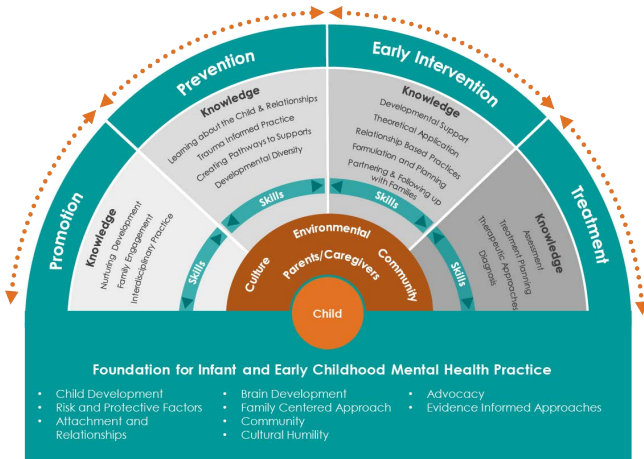 Promotion
Prevention
Early Intervention
Treatment
Knowledge
Nurturing Development
Family Engagement
Interdisciplinary Practice
Skills
Knowledge
Learning about the Child & Relationships
Trauma Informed Practice
Creating Pathways to Supports
Developmental Diversity
Skills
Knowledge
Developmental Support
Theoretical Application
Relationship Based Practices
Formulation and Planning
Partnering & Following up
with Families
Skills
Knowledge
Assessment
Treatment Planning
Therapeutic Approaches
Diagnosis
Skills
Culture
Environmental
Community
Parents/Caregivers
Child
Foundation for Infant and Early Childhood Mental Health Practice
• Child Development
• Risk and Protective Factors
• Attachment and
Relationships
• Brain Development
• Family Centered Approach
• Community
• Cultural Humility
• Advocacy
• Evidence Informed Approaches